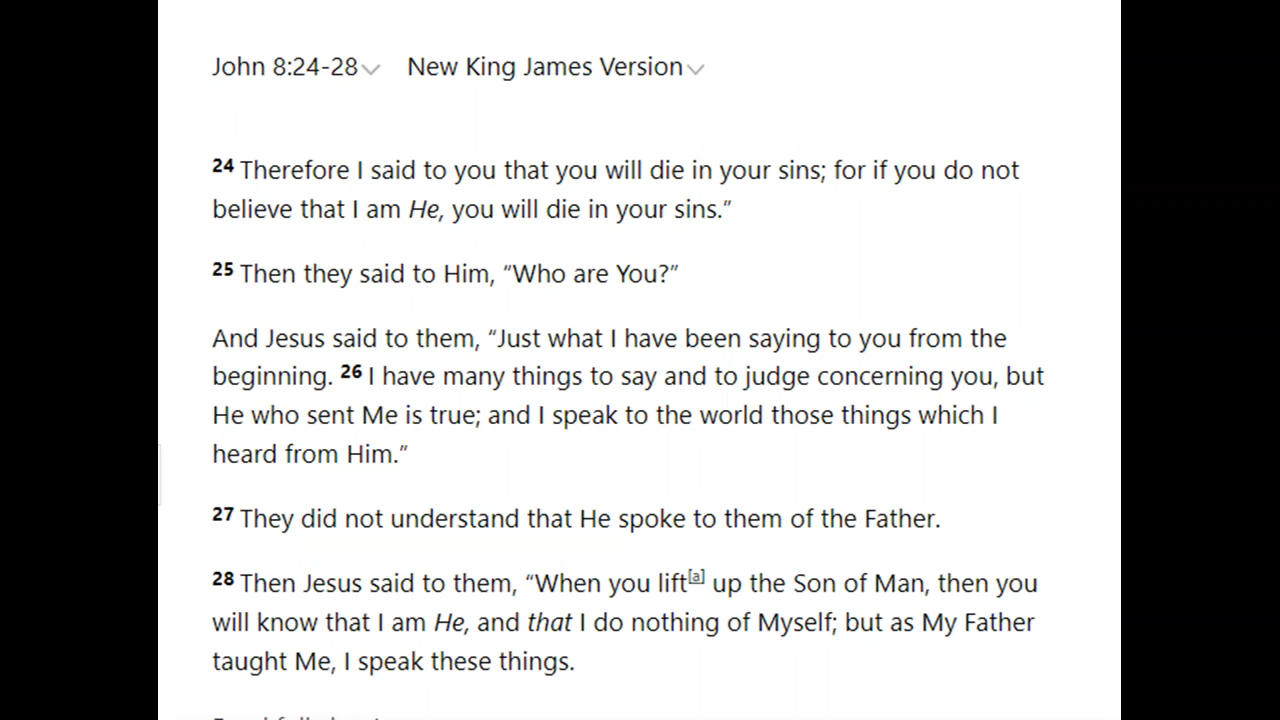 John 8:24-28 New King James Version
24 Therefore I said to you that you will die in your sins; for if you do not
believe that I am He, you will die in your sins.”
25 Then they said to Him, “Who are You?”
And Jesus said to them, “Just what I have been saying to you from the
beginning. 26 I have many things to say and to judge concerning you, but
He who sent Me is true; and I speak to the world those things which I
heard from Him.”
27 They did not understand that He spoke to them of the Father.
28 Then Jesus said to them, “When you lift[a] up the Son of Man, then you
will know that I am He, and that I do nothing of Myself; but as My Father
taught Me, I speak these things.